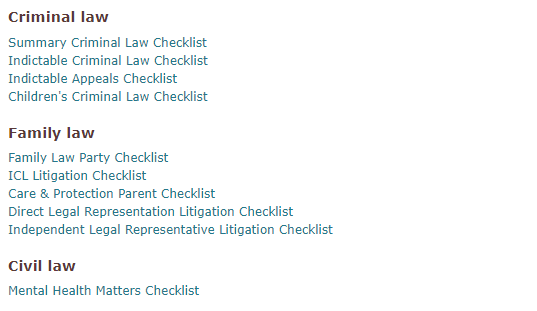 Criminal law
Summary Criminal Law Checklist
Indictable Criminal Law Checklist
Indictable Appeals Checklist
Children's Criminal Law Checklist
Family law
Family Law Party Checklist
ICL Litigation Checklist
Care & Protection Parent Checklist
Direct Legal Representation Litigation Checklist
Independent Legal Representative Litigation Checklist
Civil law
Mental Health Matters Checklist